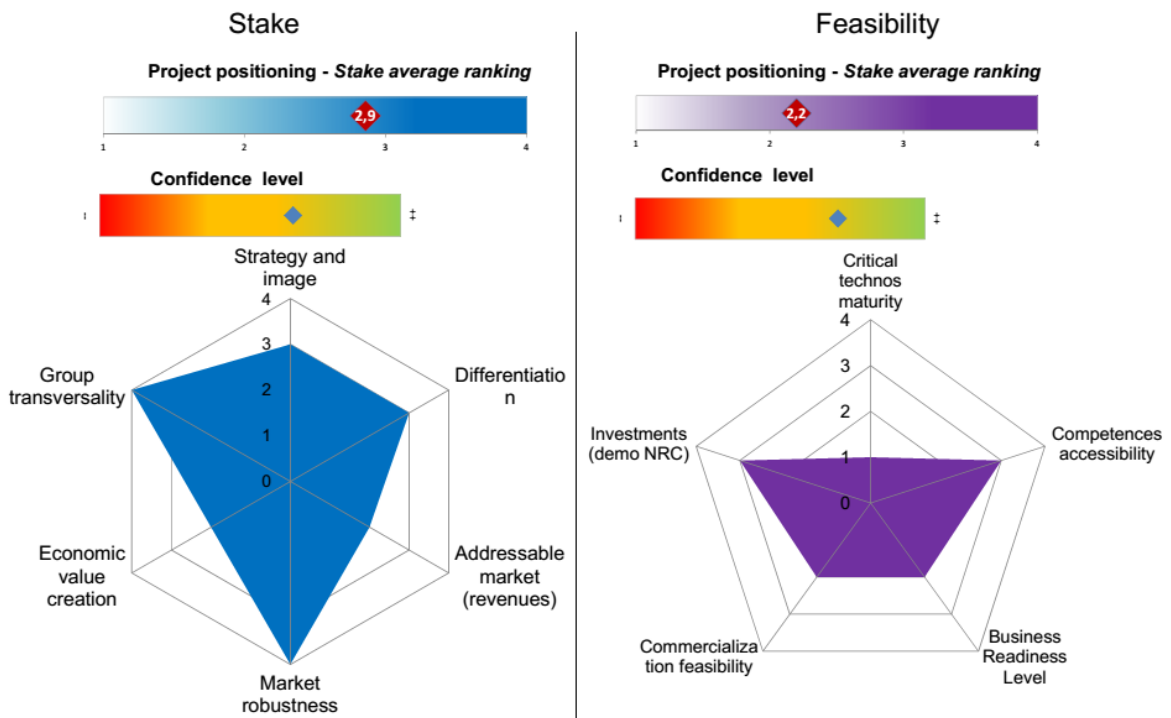 Stake
Project positioning - Stake average ranking
2,9
1 2 3 4
Confidence level
‡
Strategy and
image
4
3
2
1
0
Group
transversality
Differentiatio
n
Economic
value
creation
Addressable
market
(revenues)
Market
robustness
Feasibility
Project positioning - Stake average ranking
2,2
1 2 3 4
Confidence level
‡
Critical
technos
maturity
4
3
2
1
0
Investments
(demo NRC)
Competences
accessibility
Commercializa
tion feasibility
Business
Readiness
Level